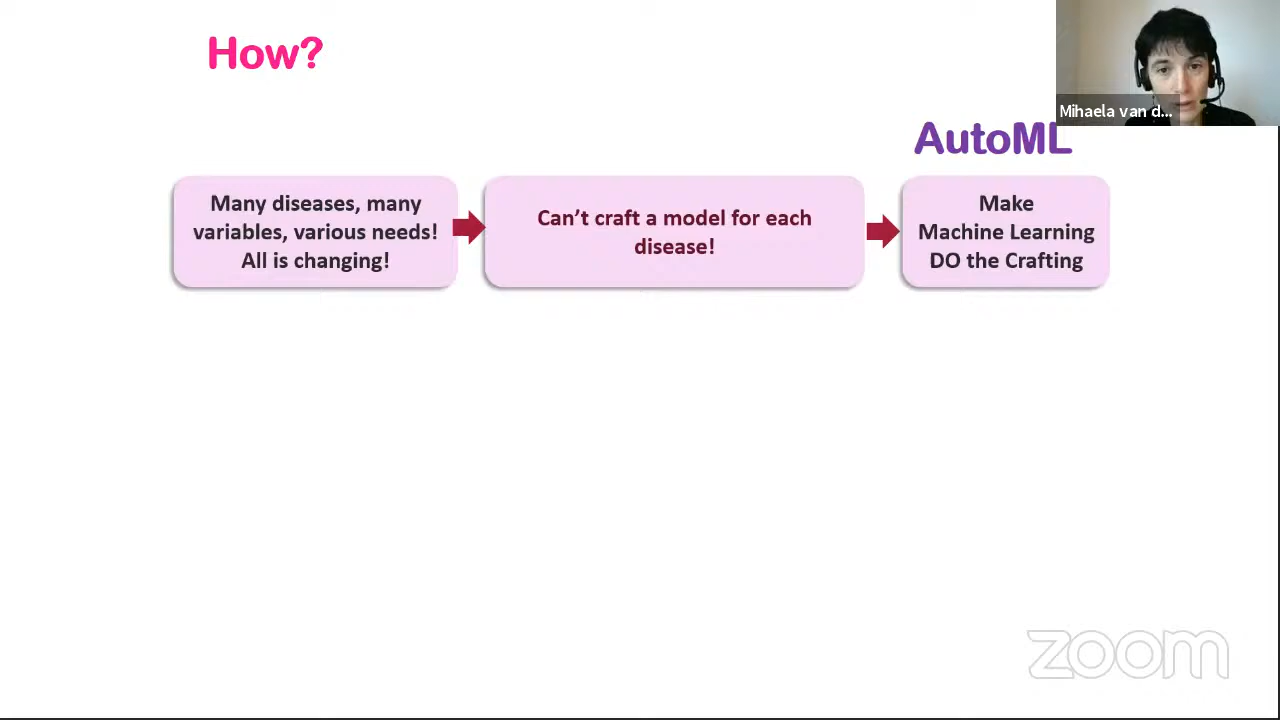 How?
Mihaela van d...
AutoML
Many diseases, many
variables, various needs!
All is changing!
Can’t craft a model for each
disease!
Make
Machine Learning
DO the Crafting
zoom